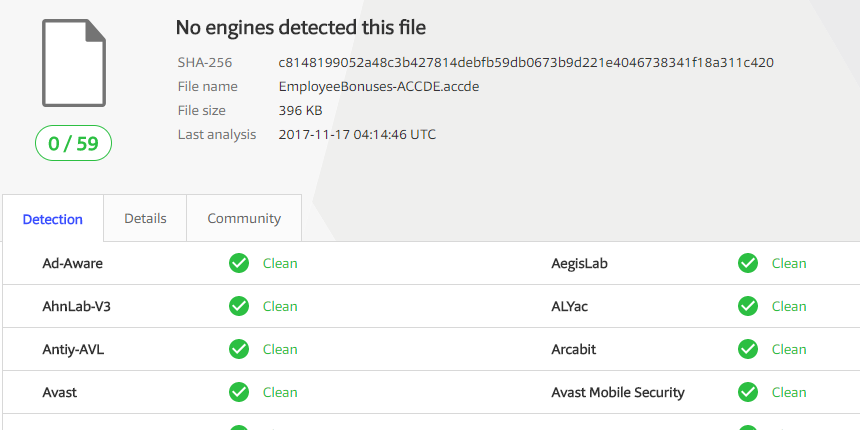 No engines detected this file
SHA-256 c8148199052a48c3b427814debfb59db0673b9d221e4046738341f18a311c420
File name EmployeeBonuses-ACCDE.accde
File size 396 KB
Last analysis 2017-11-17 04:14:46 UTC
0 / 59
Detection Details Community
Ad-Aware Clean AegisLab Clean
AhnLab-V3 Clean ALYac Clean
Antiy-AVL Clean Arcabit Clean
Avast Clean Avast Mobile Security Clean